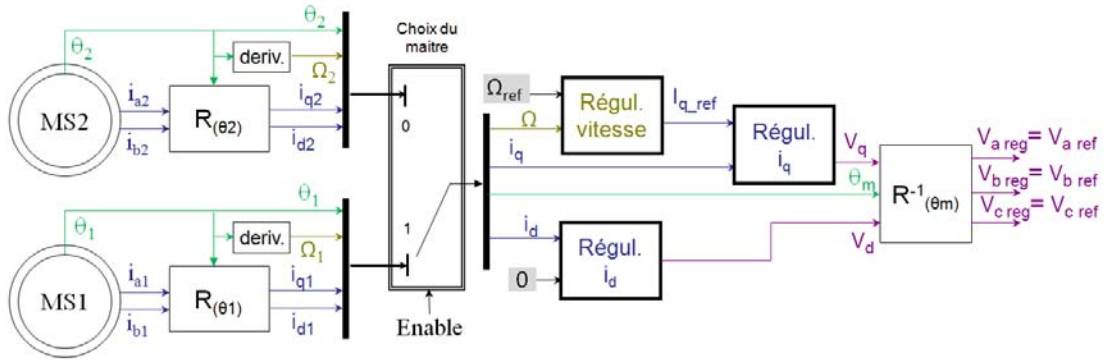 θ2
θ2
deriv.
Ω2
MS2
ia2
ib2
R(θ2)
iq2
id2
θ1
θ1
deriv.
Ω1
MS1
ia1
ib1
R(θ1)
iq1
id1
Choix du
maitre
0
1
Enable
Ωref
Ω
Régul.
vitesse
Iq_ref
iq
Régul.
iq
Vq
θm
id
0
Régul.
id
Vd
R-1(θm)
Va reg= Va ref
Vb reg= Vb ref
Vc reg= Vc ref